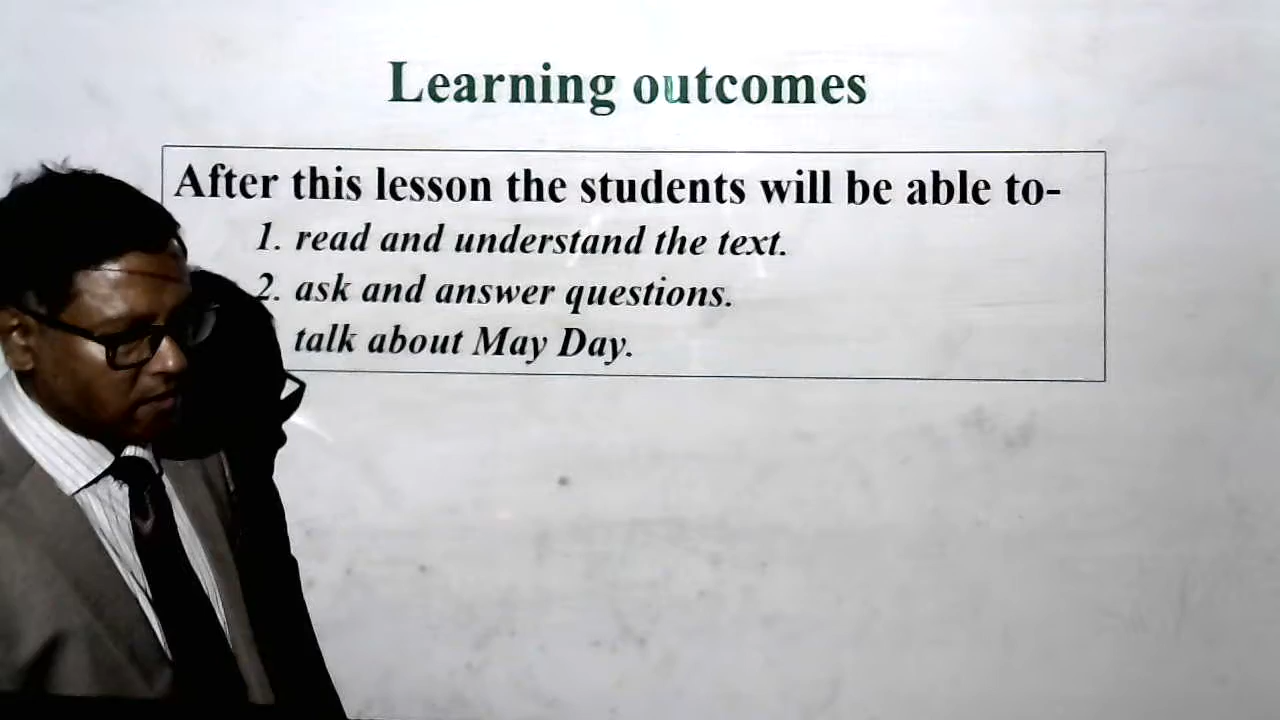 Learning outcomes
After this lesson the students will be able to-
1. read and understand the text.
2. ask and answer questions.
talk about May Day.